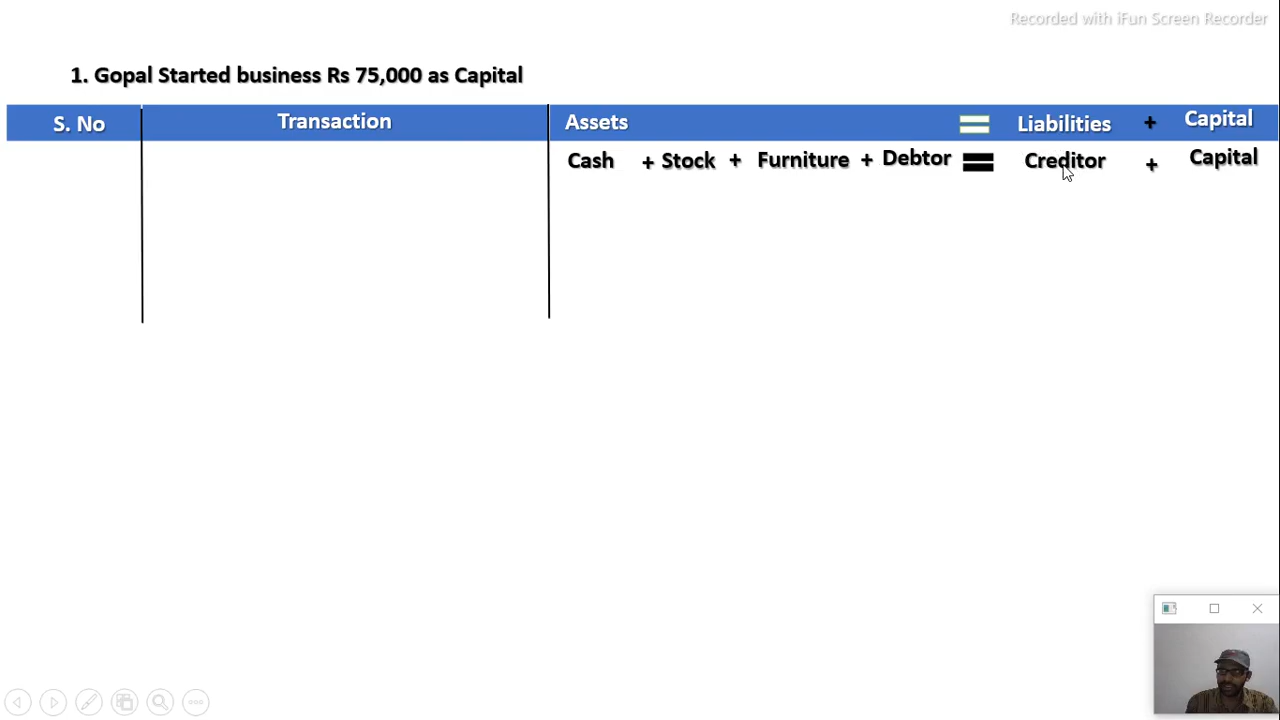 Recorded with iFun Screen Recorder
1. Gopal Started business Rs 75,000 as Capital
S. No Transaction Assets = Liabilities + Capital
Cash + Stock + Furniture + Debtor = Creditor + Capital